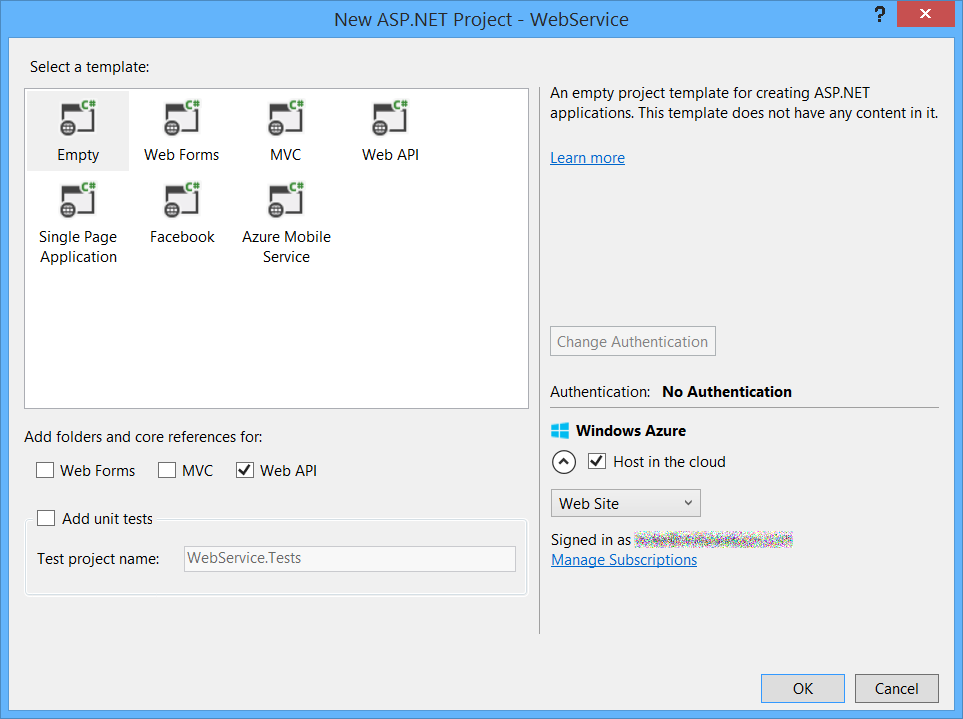 New ASP.NET Project - WebService
?
Select a template:
C# C# C# C#
Empty Web Forms MVC Web API
C# C# C#
Single Page Application
Facebook
Azure Mobile Service
An empty project template for creating ASP.NET
applications. This template does not have any content in it.
Learn more
Change Authentication
Authentication: No Authentication
Windows Azure
Host in the cloud
Web Site
Signed in as
Manage Subscriptions
Add folders and core references for:
Web Forms MVC Web API
Add unit tests
Test project name: WebService.Tests
OK Cancel